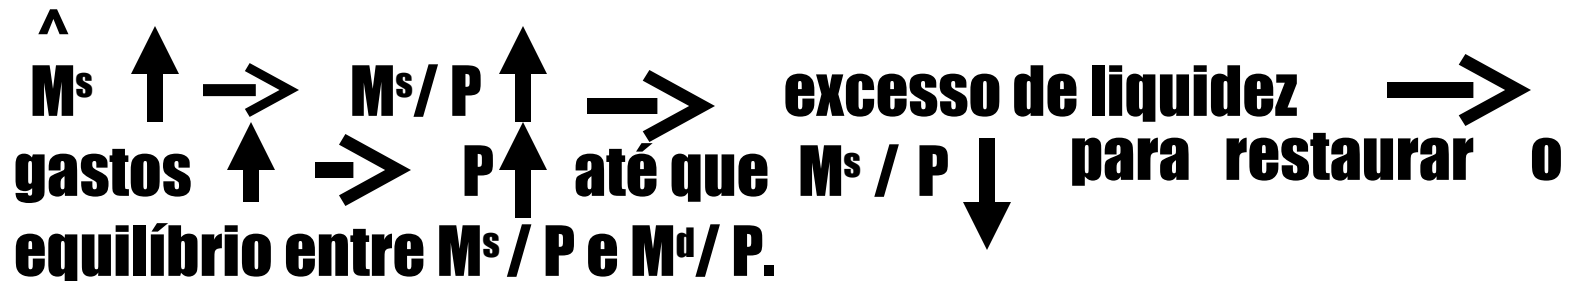 ^
Mˢ ↑ → Mˢ/ P ↑ → excesso de liquidez →
gastos ↑ → P ↑ até que Mˢ / P ↓ para restaurar o
equilíbrio entre Mˢ / P e Mᵈ/ P.